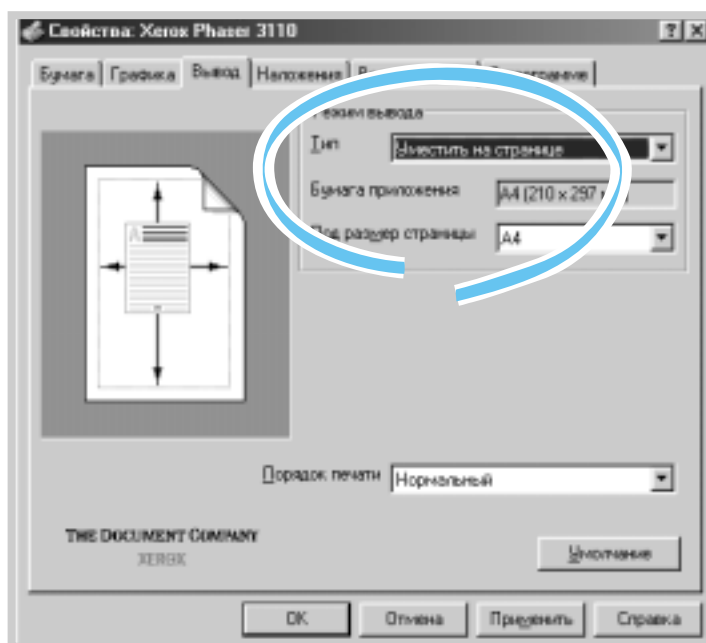 Свойства: Xerox Phaser 3110
Бумага Графика Вывод Наложения
Режим вывода
Тип Уместить на странице
Бумага приложения A4 (210 x 297
Под размер страницы A4
Порядок печати Нормальный
THE DOCUMENT COMPANY
XEROX
Умолчание
OK Отмена Применить Справка